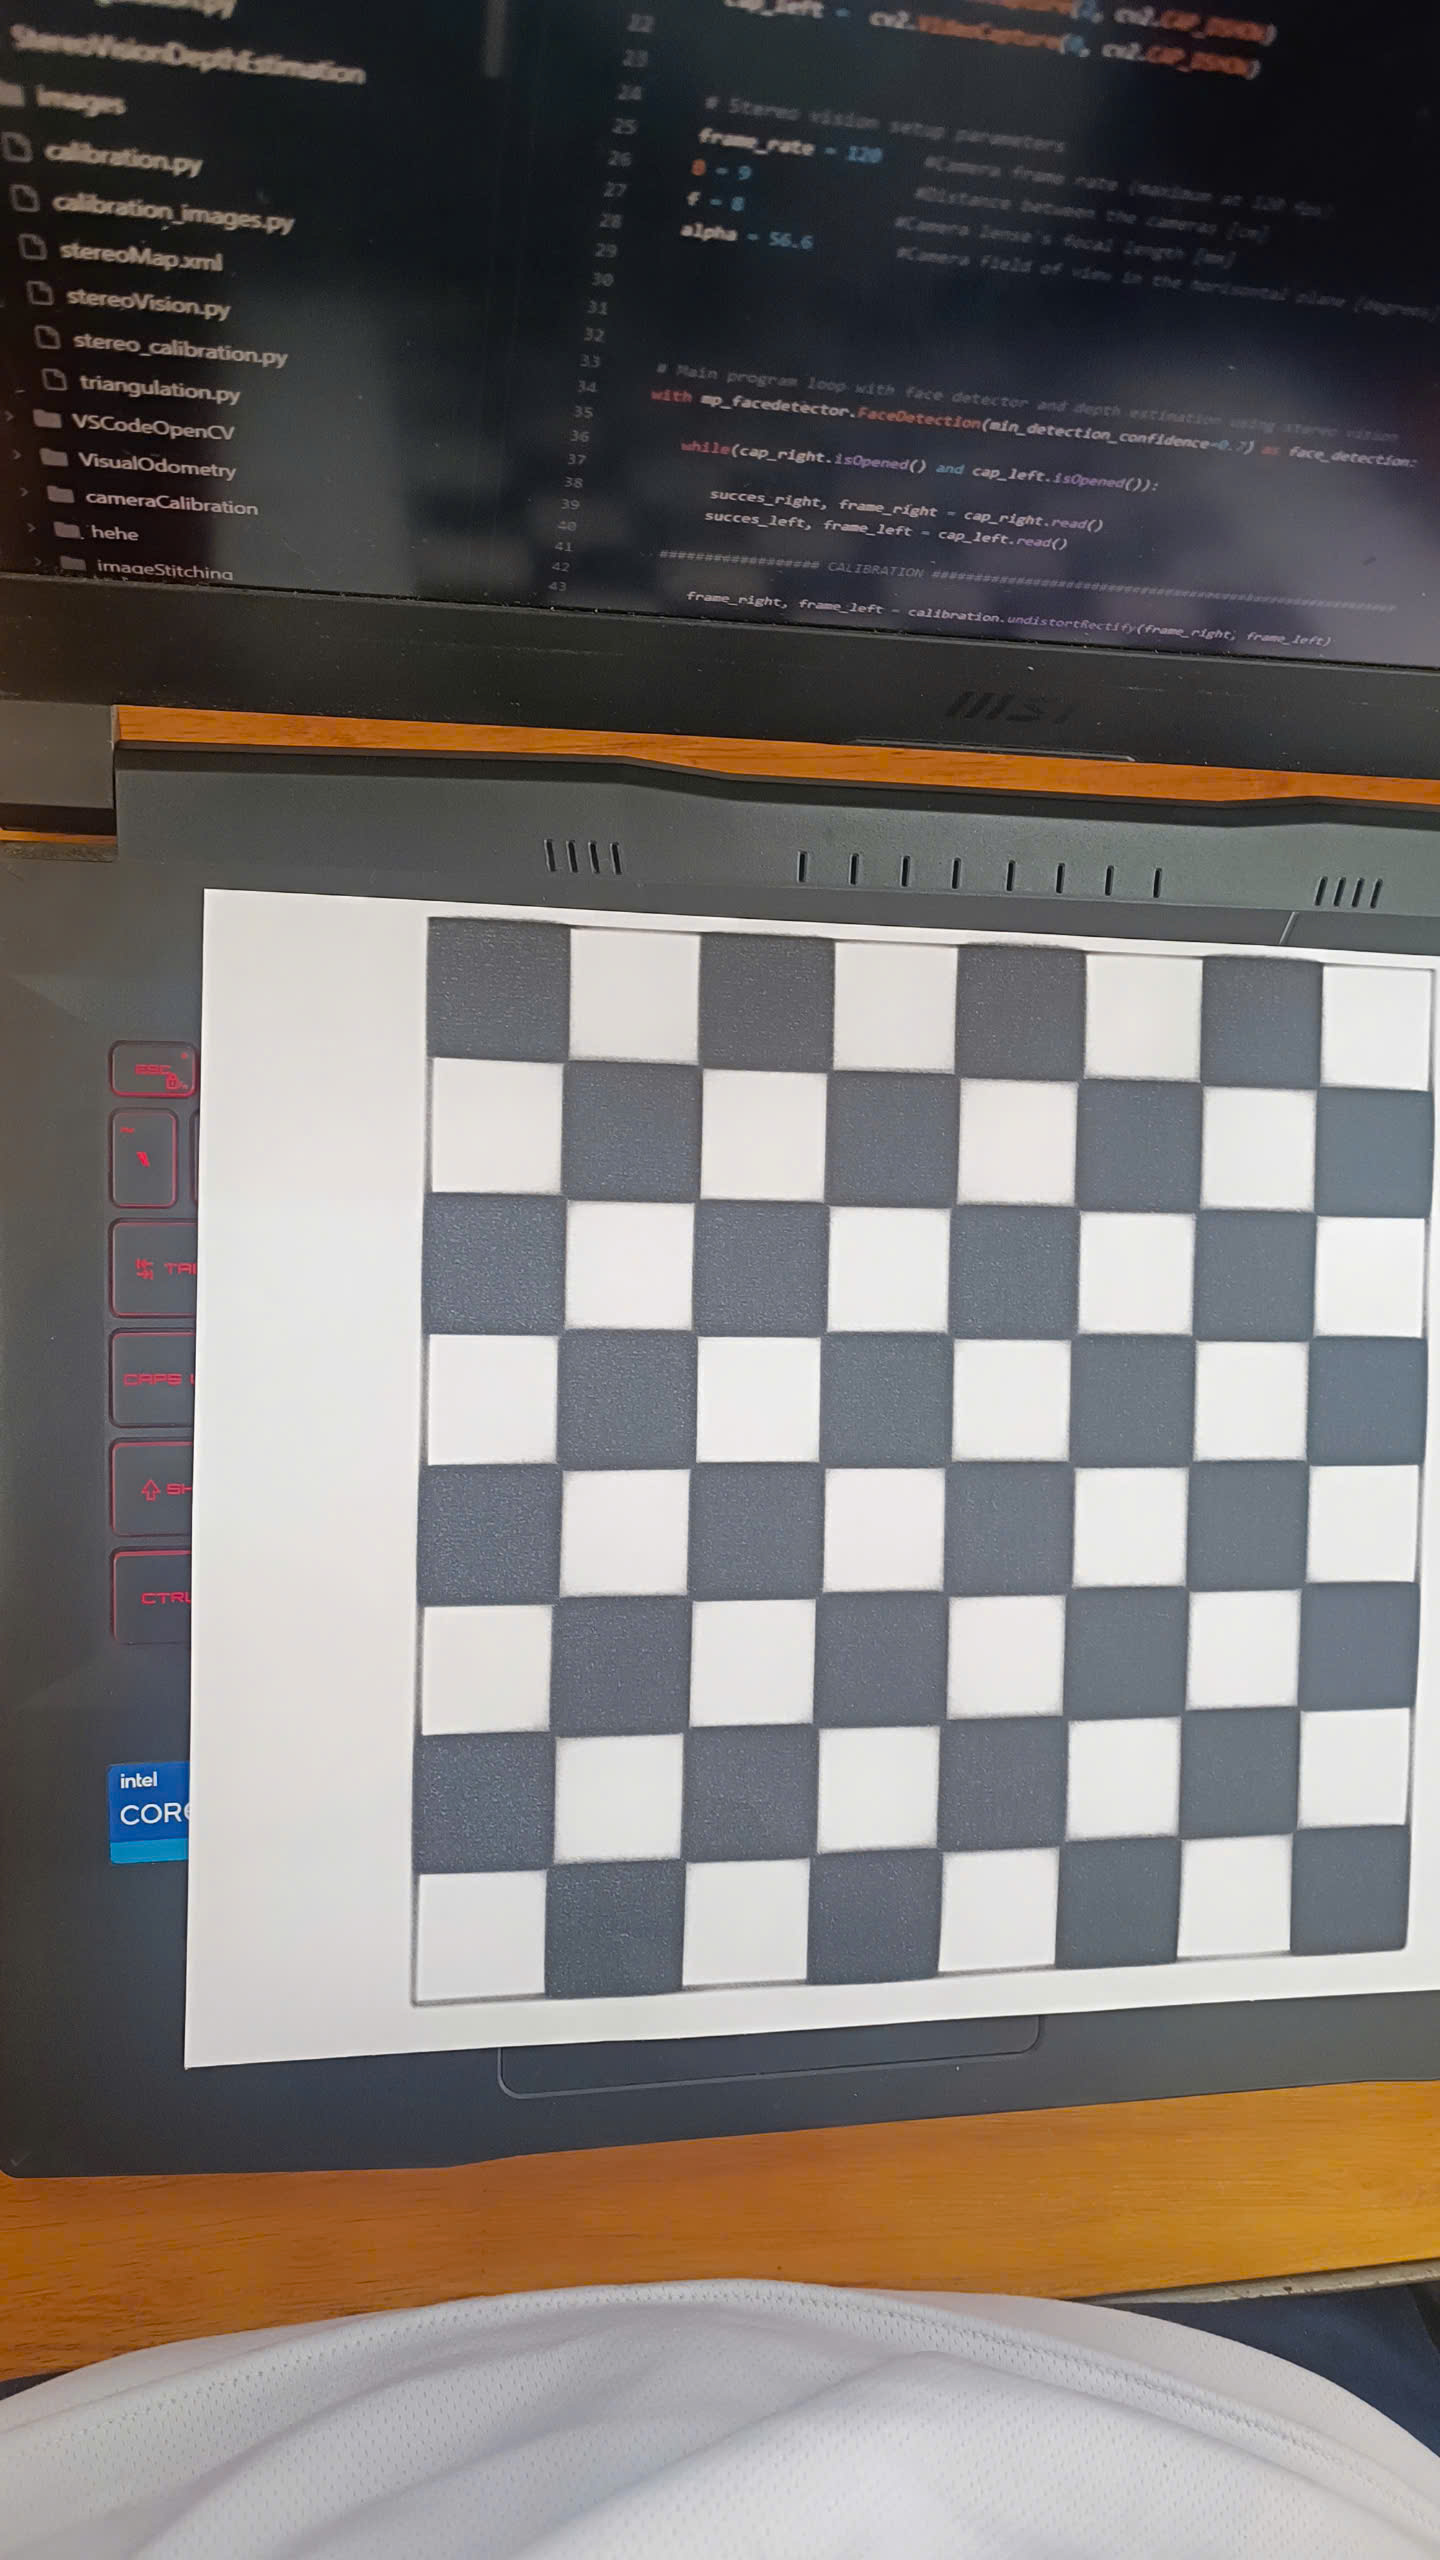 StereoVisionDepthEstimation
images
calibration.py
calibration_images.py
stereoMap.xml
stereoVision.py
stereo_calibration.py
triangulation.py
VSCodeOpenCV
VisualOdometry
cameraCalibration
hehe
imageStitching
22 cap_left = cv2.VideoCapture(0, cv2.CAP_DSHOW)
23
24 # Stereo vision setup parameters
25 frame_rate = 120 #Camera frame rate (maximum at 120 fps)
26 B = 9 #Distance between the cameras [cm]
27 f = 8 #Camera lense's focal length [mm]
28 alpha = 56.6 #Camera field of view in the horisontal plane [degrees]
29
30
31
32
33 # Main program loop with face detector and depth estimation using stereo vision
34 with mp_facedetector.FaceDetection(min_detection_confidence=0.7) as face_detection:
35
36 while(cap_right.isOpened() and cap_left.isOpened()):
37
38 succes_right, frame_right = cap_right.read()
39 succes_left, frame_left = cap_left.read()
40
41 ################## CALIBRATION ##################
42
43 frame_right, frame_left = calibration.undistortRectify(frame_right, frame_left)
msi
ESC
TAB
CAPS
SH
CTRL
intel
CORE